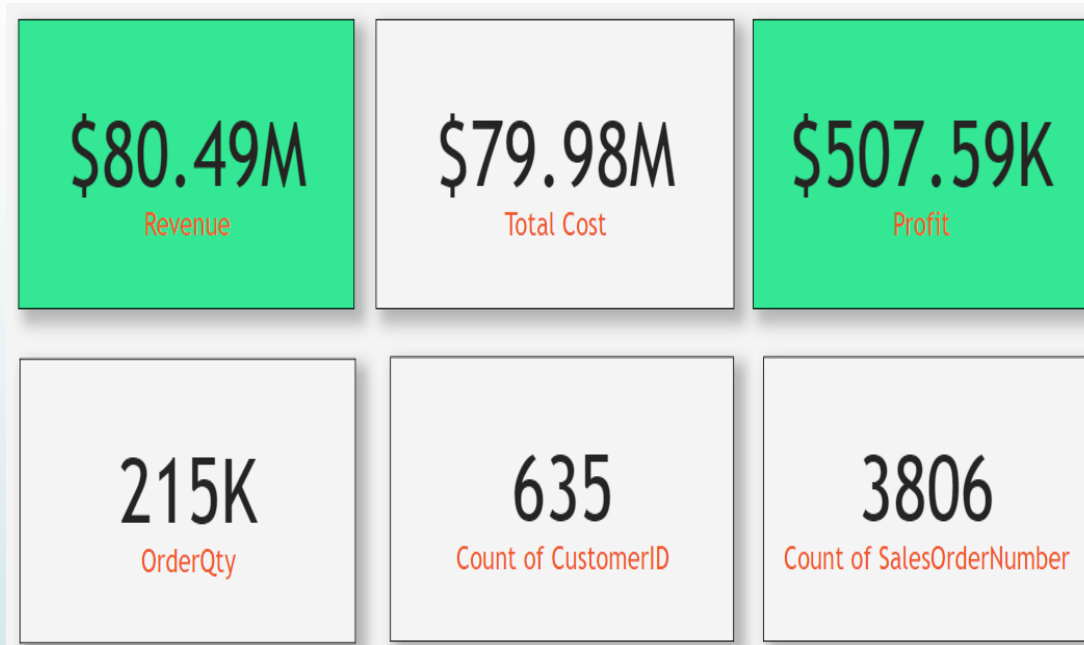 $80.49M
Revenue
$79.98M
Total Cost
$507.59K
Profit
215K
OrderQty
635
Count of CustomerID
3806
Count of SalesOrderNumber